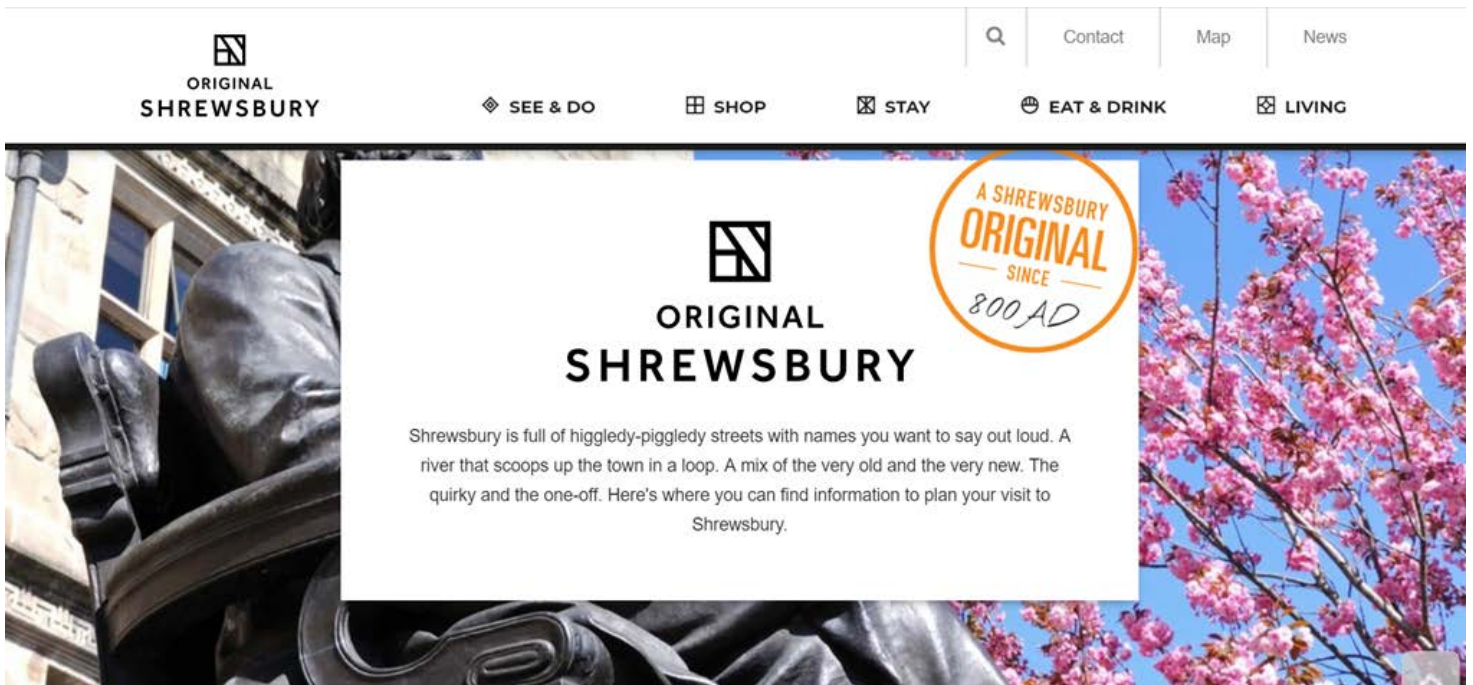 Contact
Map
News
ORIGINAL
SHREWSBURY
SEE & DO
SHOP
STAY
EAT & DRINK
LIVING
A SHREWSBURY
ORIGINAL
SINCE
800 AD
ORIGINAL
SHREWSBURY
Shrewsbury is full of higgledy-piggledy streets with names you want to say out loud. A
river that scoops up the town in a loop. A mix of the very old and the very new. The
quirky and the one-off. Here's where you can find information to plan your visit to
Shrewsbury.